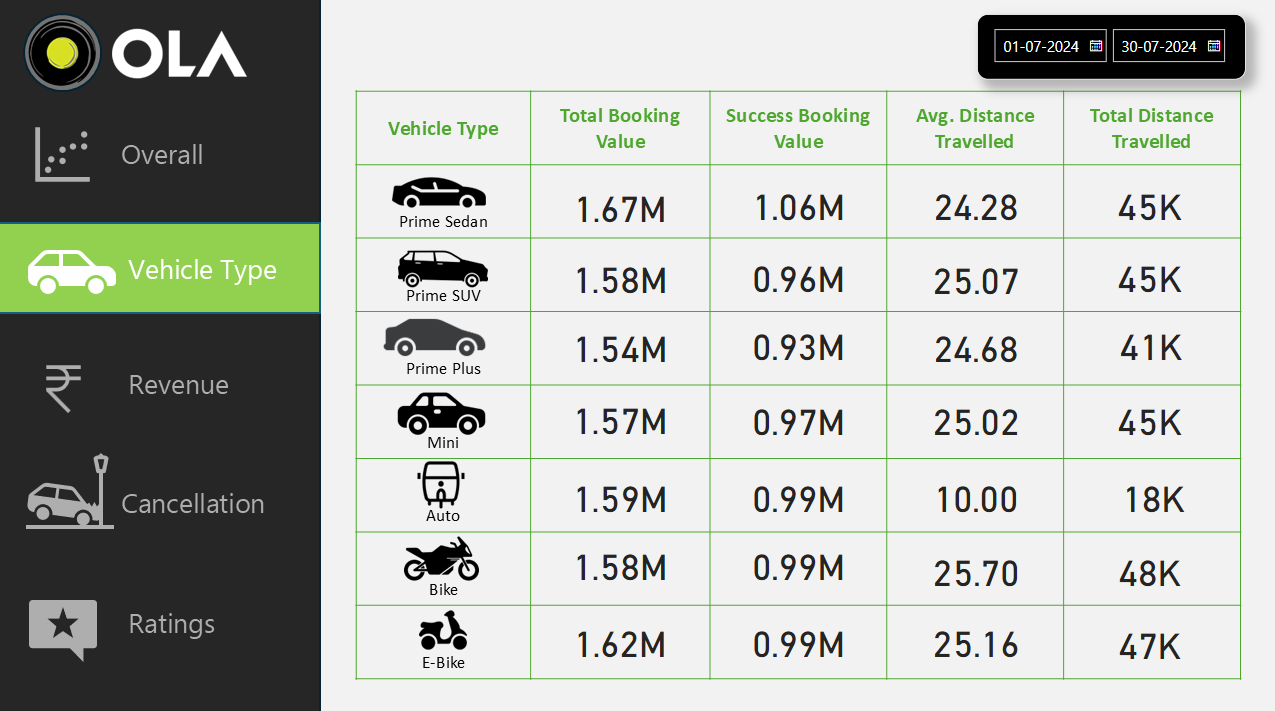 OLA
01-07-2024 30-07-2024
Overall
Vehicle Type
Revenue
Cancellation
Ratings
Vehicle Type Total Booking Value Success Booking Value Avg. Distance Travelled Total Distance Travelled
Prime Sedan 1.67M 1.06M 24.28 45K
Prime SUV 1.58M 0.96M 25.07 45K
Prime Plus 1.54M 0.93M 24.68 41K
Mini 1.57M 0.97M 25.02 45K
Auto 1.59M 0.99M 10.00 18K
Bike 1.58M 0.99M 25.70 48K
E-Bike 1.62M 0.99M 25.16 47K